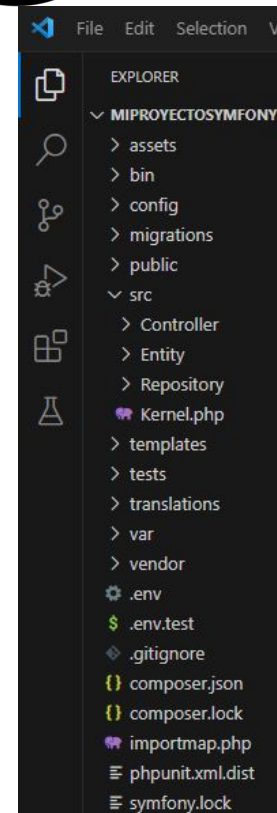 File Edit Selection V
EXPLORER
MIPROYECTOSYMFONY
assets
bin
config
migrations
public
src
Controller
Entity
Repository
Kernel.php
templates
tests
translations
var
vendor
.env
$ .env.test
.gitignore
{} composer.json
{} composer.lock
importmap.php
phpunit.xml.dist
symfony.lock